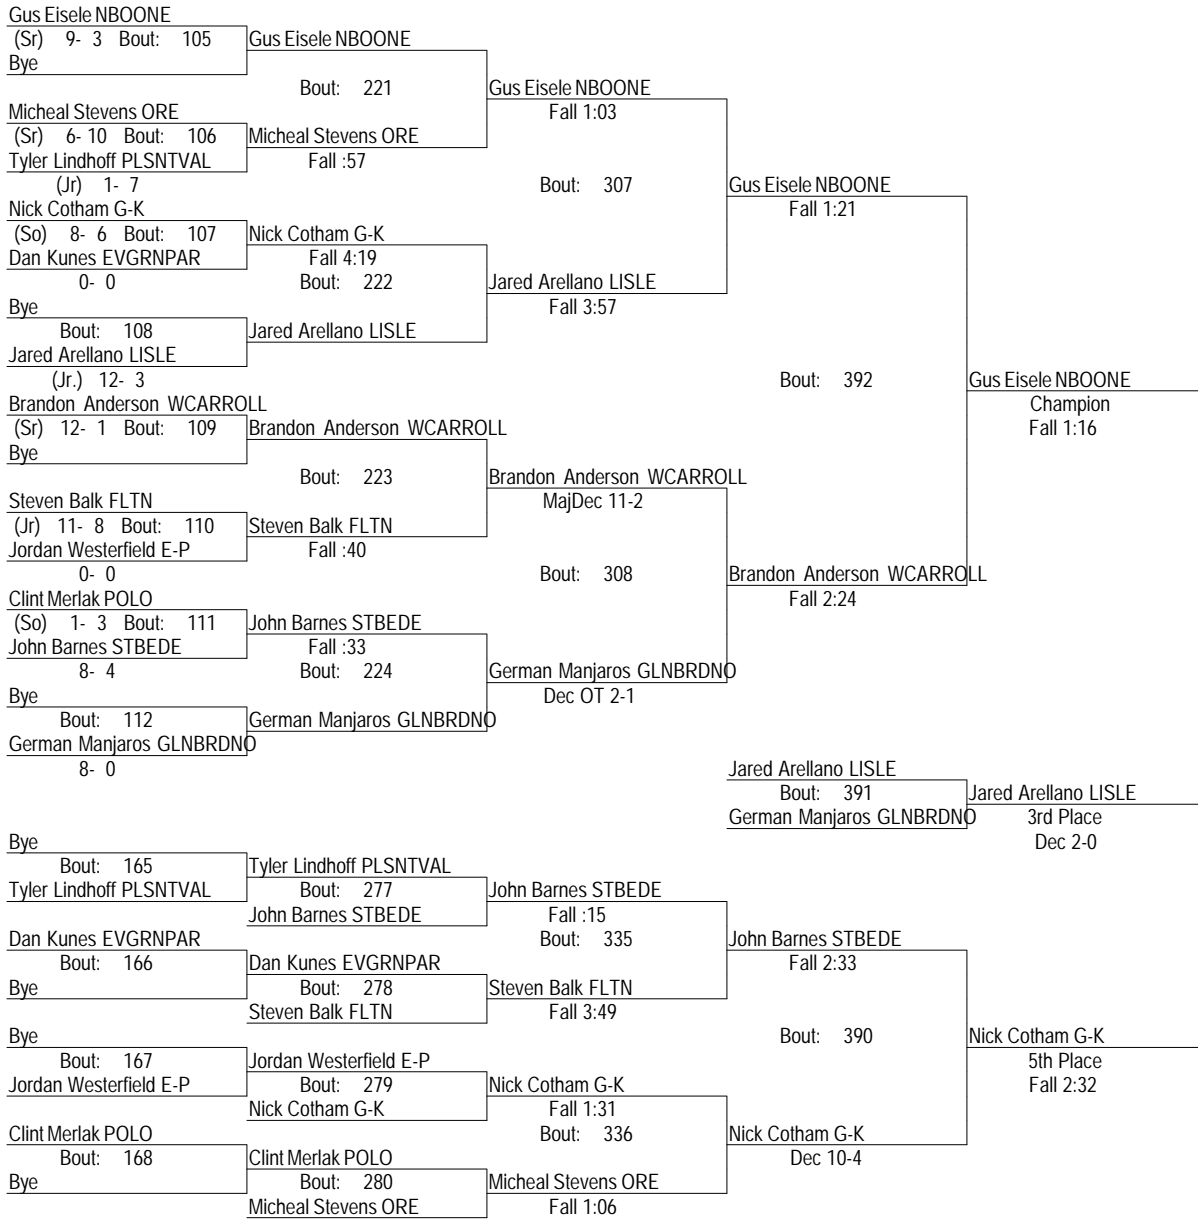 Gus Eisele NBOONE
(Sr) 9- 3 Bout: 105 Gus Eisele NBOONE
Bye
Bout: 221 Gus Eisele NBOONE
Micheal Stevens ORE Fall 1:03
(Sr) 6- 10 Bout: 106 Micheal Stevens ORE
Tyler Lindhoff PLSNTVAL Fall :57
(Jr) 1- 7 Bout: 307 Gus Eisele NBOONE
Nick Cotham G-K Fall 1:21
(So) 8- 6 Bout: 107 Nick Cotham G-K
Dan Kunes EVGRNPAR Fall 4:19
0- 0 Bout: 222 Jared Arellano LISLE
Bye Fall 3:57
Bout: 108 Jared Arellano LISLE
Jared Arellano LISLE
(Jr.) 12- 3 Bout: 392 Gus Eisele NBOONE
Brandon Anderson WCARROLL Champion
(Sr) 12- 1 Bout: 109 Brandon Anderson WCARROLL Fall 1:16
Bye
Bout: 223 Brandon Anderson WCARROLL
Steven Balk FLTN MajDec 11-2
(Jr) 11- 8 Bout: 110 Steven Balk FLTN
Jordan Westerfield E-P Fall :40
0- 0 Bout: 308 Brandon Anderson WCARROLL
Clint Merlak POLO Fall 2:24
(So) 1- 3 Bout: 111 John Barnes STBEDE
John Barnes STBEDE Fall :33
8- 4 Bout: 224 German Manjaros GLNBRDNO
Bye Dec OT 2-1
Bout: 112 German Manjaros GLNBRDNO
German Manjaros GLNBRDNO
8- 0 Jared Arellano LISLE
Bout: 391 Jared Arellano LISLE
German Manjaros GLNBRDNO 3rd Place
Bye Dec 2-0
Bout: 165 Tyler Lindhoff PLSNTVAL
Tyler Lindhoff PLSNTVAL Bout: 277 John Barnes STBEDE
John Barnes STBEDE Fall :15
Dan Kunes EVGRNPAR Bout: 335 John Barnes STBEDE
Bout: 166 Dan Kunes EVGRNPAR Fall 2:33
Bye Bout: 278 Steven Balk FLTN
Steven Balk FLTN Fall 3:49
Bye Bout: 390 Nick Cotham G-K
Bout: 167 Jordan Westerfield E-P 5th Place
Jordan Westerfield E-P Bout: 279 Nick Cotham G-K Fall 2:32
Nick Cotham G-K Fall 1:31
Clint Merlak POLO Bout: 336 Nick Cotham G-K
Bout: 168 Clint Merlak POLO Dec 10-4
Bye Bout: 280 Micheal Stevens ORE
Micheal Stevens ORE Fall 1:06